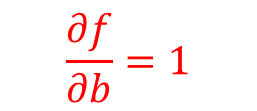 ∂f/∂b = 1